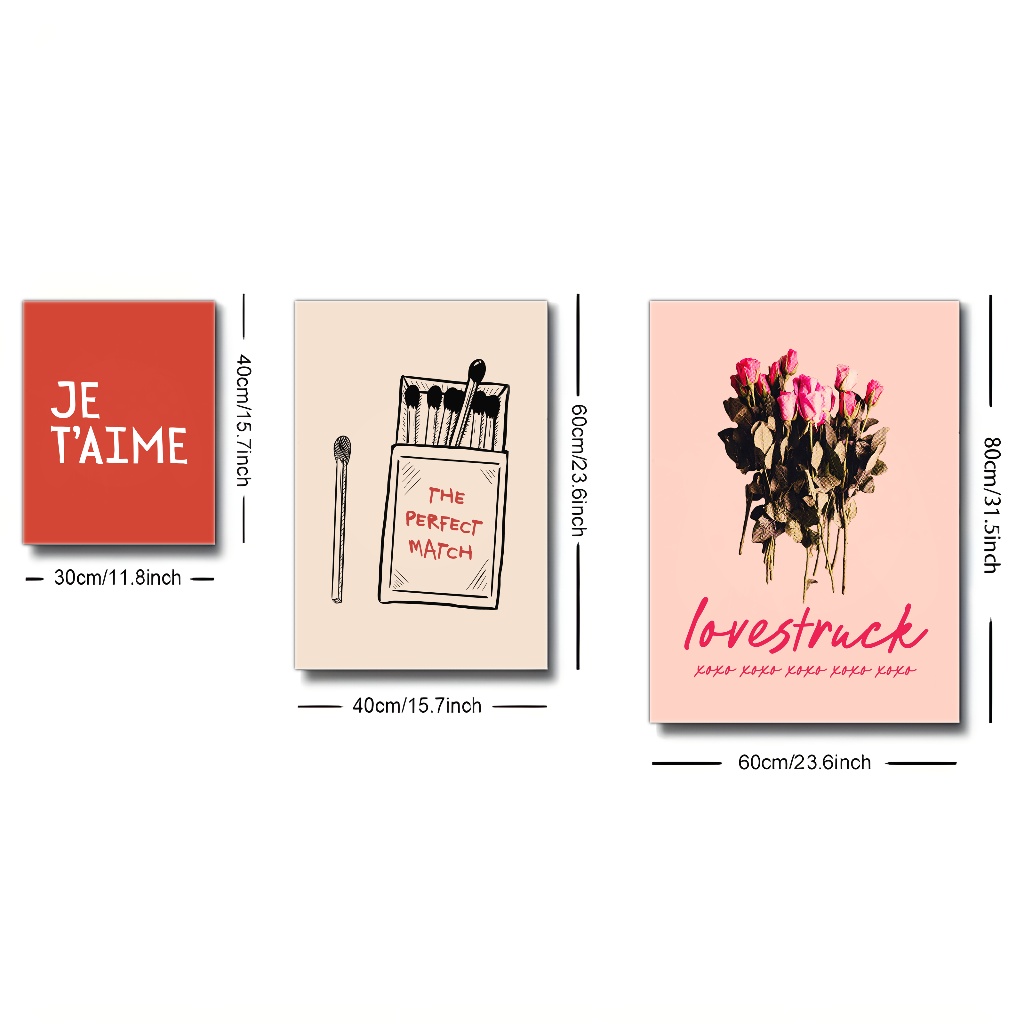 JE
T'AIME
40cm/15.7inch
30cm/11.8inch
THE
PERFECT
MATCH
60cm/23.6inch
40cm/15.7inch
lovestruck
xoxo xoxo xoxo xoxo xoxo
80cm/31.5inch
60cm/23.6inch